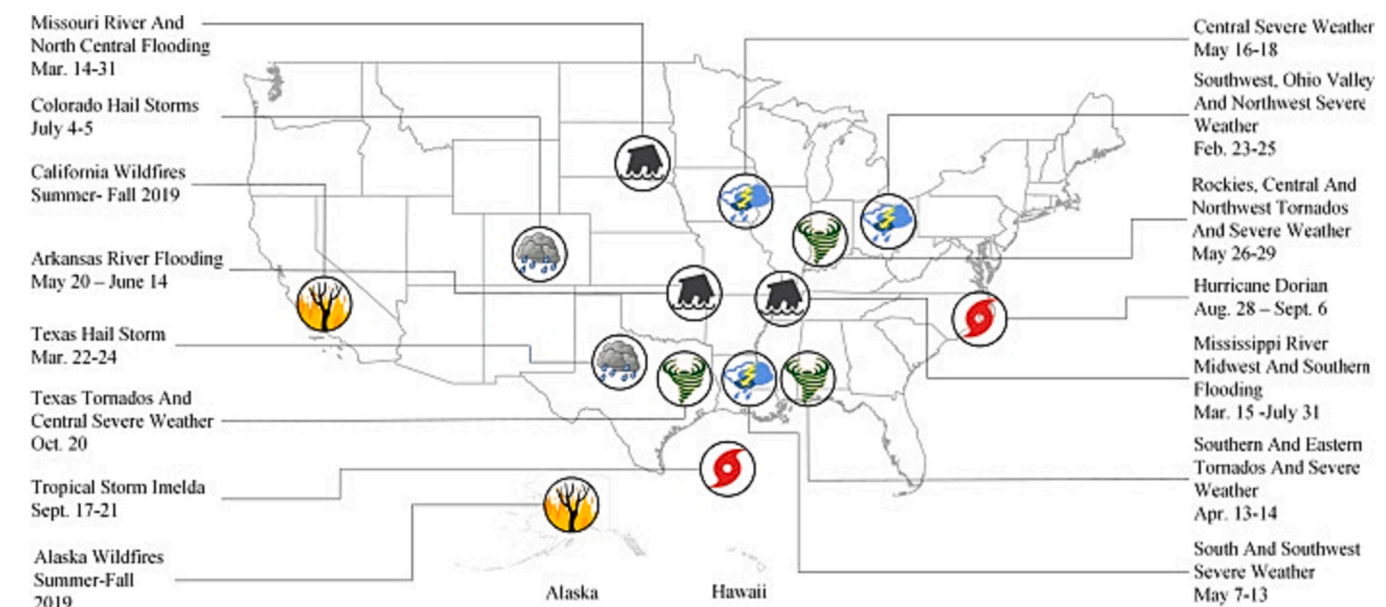 Missouri River And
North Central Flooding
Mar. 14-31
Colorado Hail Storms
July 4-5
California Wildfires
Summer- Fall 2019
Arkansas River Flooding
May 20 – June 14
Texas Hail Storm
Mar. 22-24
Texas Tornados And
Central Severe Weather
Oct. 20
Tropical Storm Imelda
Sept. 17-21
Alaska Wildfires
Summer-Fall
2019
Alaska
Hawaii
Central Severe Weather
May 16-18
Southwest, Ohio Valley
And Northwest Severe
Weather
Feb. 23-25
Rockies, Central And
Northwest Tornados
And Severe Weather
May 26-29
Hurricane Dorian
Aug. 28 – Sept. 6
Mississippi River
Midwest And Southern
Flooding
Mar. 15 -July 31
Southern And Eastern
Tornados And Severe
Weather
Apr. 13-14
South And Southwest
Severe Weather
May 7-13